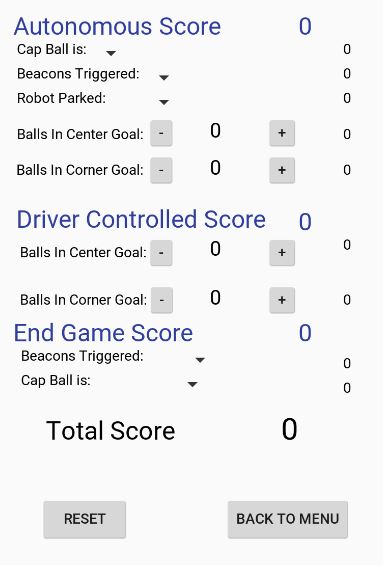 Autonomous Score 0
Cap Ball is: 0
Beacons Triggered: 0
Robot Parked: 0
Balls In Center Goal: - 0 + 0
Balls In Corner Goal: - 0 + 0
Driver Controlled Score 0
Balls In Center Goal: - 0 + 0
Balls In Corner Goal: - 0 + 0
End Game Score 0
Beacons Triggered: 0
Cap Ball is: 0
Total Score 0
RESET BACK TO MENU